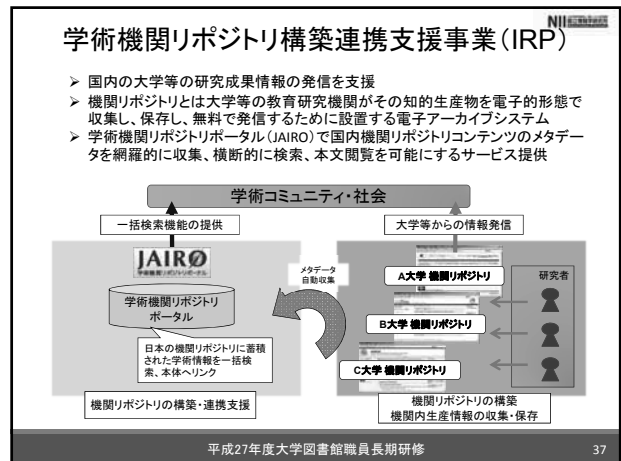 NII
学術機関リポジトリ構築連携支援事業(IRP)
➢ 国内の大学等の研究成果情報の発信を支援
➢ 機関リポジトリとは大学等の教育研究機関がその知的生産物を電子的形態で
収集し、保存し、無料で発信するために設置する電子アーカイブシステム
➢ 学術機関リポジトリポータル(JAIRO)で国内機関リポジトリコンテンツのメタデー
タを網羅的に収集、横断的に検索、本文閲覧を可能にするサービス提供
学術コミュニティ・社会
一括検索機能の提供
大学等からの情報発信
JAIRO
学術機関リポジトリポータル
メタデータ
自動収集
学術機関リポジトリ
ポータル
日本の機関リポジトリに蓄積
された学術情報を一括検
索、本体へリンク
機関リポジトリの構築・連携支援
A大学 機関リポジトリ
B大学 機関リポジトリ
C大学 機関リポジトリ
研究者
機関リポジトリの構築
機関内生産情報の収集・保存
平成27年度大学図書館職員長期研修
37